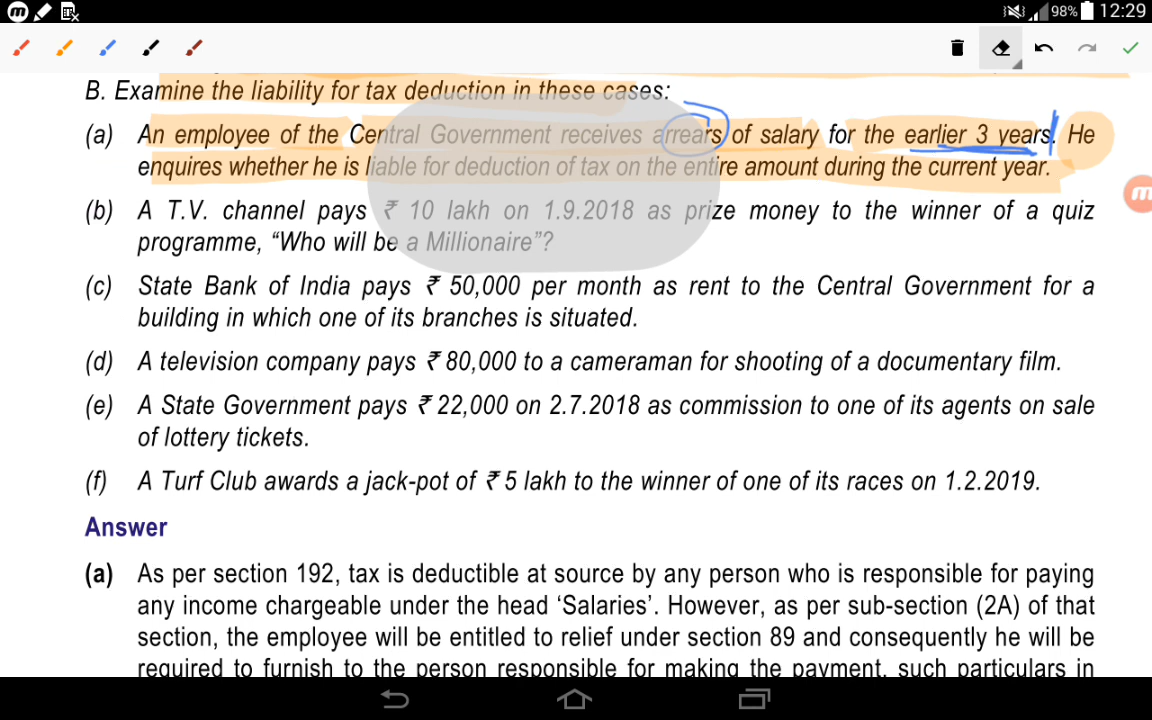 98% 12:29
B. Examine the liability for tax deduction in these cases:
(a) An employee of the Central Government receives arrears of salary for the earlier 3 years. He
enquires whether he is liable for deduction of tax on the entire amount during the current year.
(b) A T.V. channel pays ₹ 10 lakh on 1.9.2018 as prize money to the winner of a quiz
programme, “Who will be a Millionaire”?
(c) State Bank of India pays ₹ 50,000 per month as rent to the Central Government for a
building in which one of its branches is situated.
(d) A television company pays ₹ 80,000 to a cameraman for shooting of a documentary film.
(e) A State Government pays ₹ 22,000 on 2.7.2018 as commission to one of its agents on sale
of lottery tickets.
(f) A Turf Club awards a jack-pot of ₹ 5 lakh to the winner of one of its races on 1.2.2019.
Answer
(a) As per section 192, tax is deductible at source by any person who is responsible for paying
any income chargeable under the head ‘Salaries’. However, as per sub-section (2A) of that
section, the employee will be entitled to relief under section 89 and consequently he will be
required to furnish to the person responsible for making the payment, such particulars in